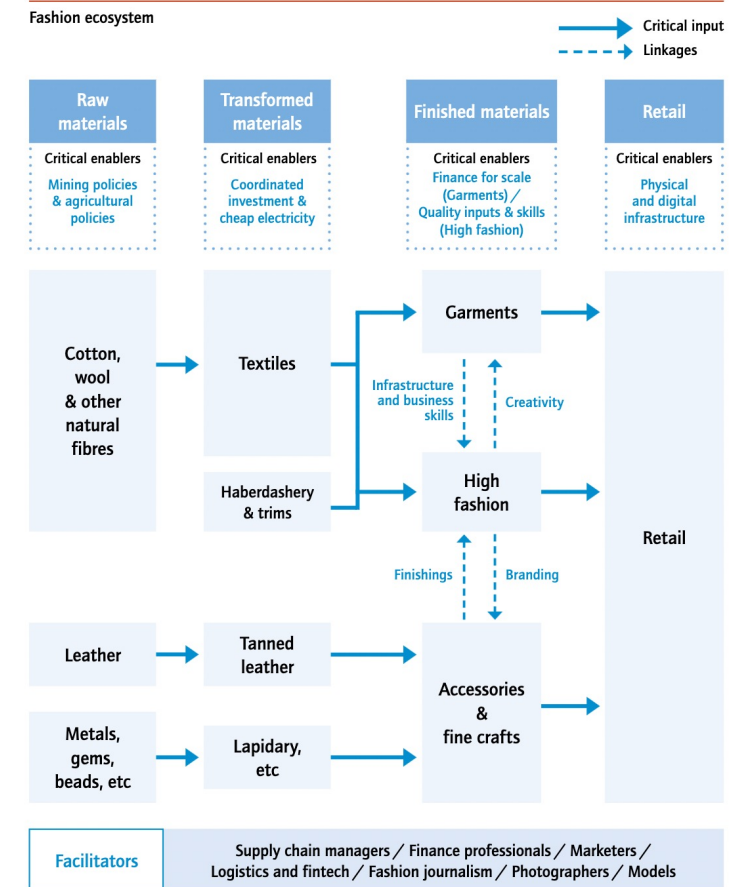 Fashion ecosystem
Critical input
Linkages
Raw
materials
Transformed
materials
Finished materials
Retail
Critical enablers
Mining policies
& agricultural
policies
Critical enablers
Coordinated
investment &
cheap electricity
Critical enablers
Finance for scale
(Garments) /
Quality inputs & skills
(High fashion)
Critical enablers
Physical
and digital
infrastructure
Cotton,
wool
& other
natural
fibres
Textiles
Haberdashery
& trims
Garments
Infrastructure
and business
skills
Creativity
High
fashion
Finishings
Branding
Retail
Leather
Tanned
leather
Accessories
&
fine crafts
Metals,
gems,
beads, etc
Lapidary,
etc
Facilitators
Supply chain managers / Finance professionals / Marketers /
Logistics and fintech / Fashion journalism / Photographers / Models